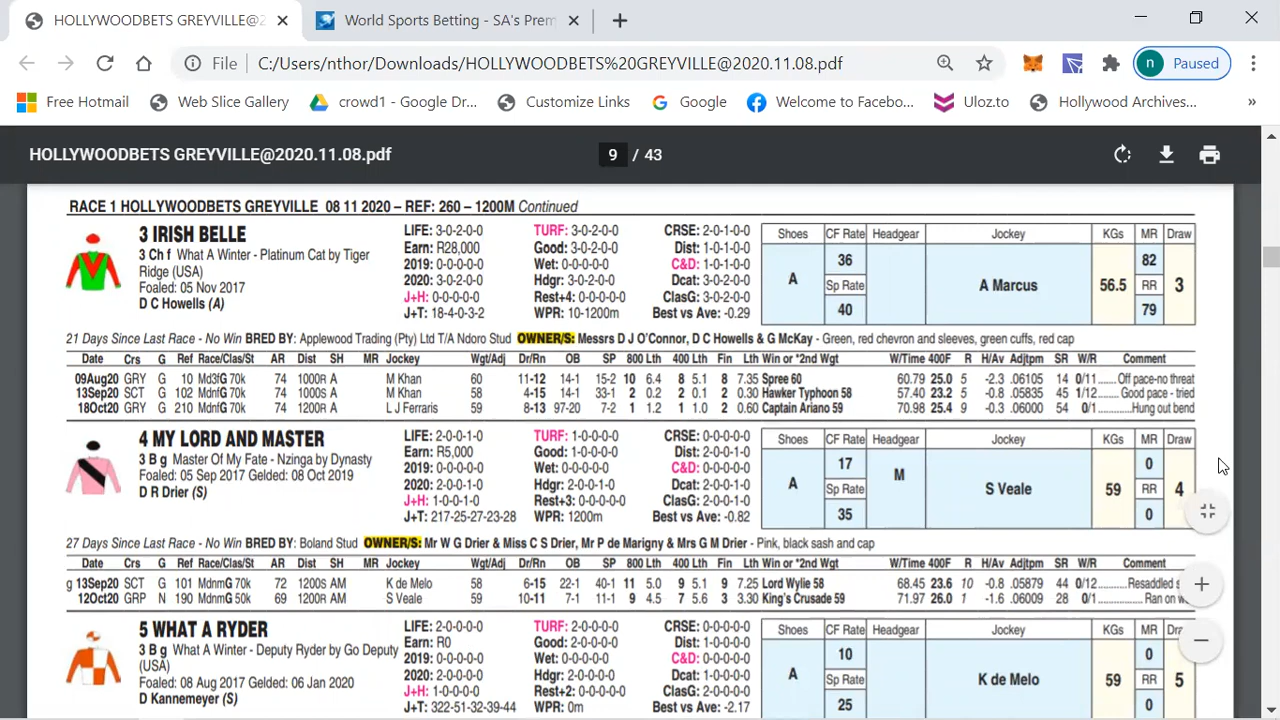 HOLLYWOODBETS GREYVILLE@2
World Sports Betting - SA's Prem
File C:/Users/nthor/Downloads/HOLLYWOODBETS%20GREYVILLE@2020.11.08.pdf n Paused
Free Hotmail Web Slice Gallery crowd1 - Google Dr... Customize Links Google Welcome to Facee... Uloz.to Hollywood Archives... »
HOLLYWOODBETS GREYVILLE@2020.11.08.pdf 9 / 43
RACE 1 HOLLYWOODBETS GREYVILLE 08 11 2020 – REF: 260 – 1200M Continued
3 IRISH BELLE
3 Ch f What A Winter - Platinum Cat by Tiger
Ridge (USA)
Foaled: 05 Nov 2017
D C Howells (A)
LIFE: 3-0-2-0-0 TURF: 3-0-2-0-0 CRSE: 2-0-1-0-0
Earn: R28,000 Good: 3-0-2-0-0 Dist: 1-0-1-0-0
2019: 0-0-0-0-0 Wet: 0-0-0-0-0 C&D: 1-0-1-0-0
2020: 3-0-2-0-0 Hdgr: 3-0-2-0-0 Dcat: 3-0-2-0-0
J+H: 0-0-0-0-0 Rest+4: 0-0-0-0-0 ClasG: 3-0-2-0-0
J+T: 18-4-0-3-2 WPR: 10-1200m Best vs Ave: -0.29
Shoes CF Rate Headgear Jockey KGs MR Draw
A 36 Sp Rate 40 A Marcus 56.5 82 RR 79 3
21 Days Since Last Race - No Win BRED BY: Applewood Trading (Pty) Ltd T/A Ndoro Stud OWNER/S: Messrs D J O'Connor, D C Howells & G McKay - Green, red chevron and sleeves, green cuffs, red cap
Date Crs G Ref Race/Clas/St AR Dist SH MR Jockey Wgt/Adj Dr/Rn OB SP 800 Lth 400 Lth Fin Lth Win or *2nd Wgt W/Time 400F R H/Av Adjtpm SR W/R Comment
09Aug20 GRY G 10 Md3fG 70k 74 1000R A M Khan 60 11-12 14-1 15-2 10 6.4 8 5.1 8 7.35 Spree 60 60.79 25.0 5 -2.3 .06105 14 0/11 ....... Off pace-no threat
13Sep20 SCT G 102 MdnfG 70k 74 1000S A M Khan 58 4-15 14-1 33-1 2 0.2 2 0.1 2 0.30 Hawker Typhoon 58 57.40 23.2 5 -0.8 .05835 45 1/12 ....... Good pace - tried
18Oct20 GRY G 210 MdnfG 70k 74 1200R A L J Ferraris 59 8-13 97-20 7-2 1 1.2 1 1.0 2 0.60 Captain Ariano 59 70.98 25.4 9 -0.3 .06000 54 0/1 ........... Hung out bend
4 MY LORD AND MASTER
3 B g Master Of My Fate - Nzinga by Dynasty
Foaled: 05 Sep 2017 Gelded: 08 Oct 2019
D R Drier (S)
LIFE: 2-0-0-1-0 TURF: 1-0-0-0-0 CRSE: 0-0-0-0-0
Earn: R5,000 Good: 1-0-0-0-0 Dist: 2-0-0-1-0
2019: 0-0-0-0-0 Wet: 0-0-0-0-0 C&D: 0-0-0-0-0
2020: 2-0-0-1-0 Hdgr: 2-0-0-1-0 Dcat: 2-0-0-1-0
J+H: 1-0-0-1-0 Rest+3: 0-0-0-0-0 ClasG: 2-0-0-1-0
J+T: 217-25-27-23-28 WPR: 1200m Best vs Ave: -0.82
Shoes CF Rate Headgear Jockey KGs MR Draw
A 17 Sp Rate 35 M S Veale 59 0 RR 0 4
27 Days Since Last Race - No Win BRED BY: Boland Stud OWNER/S: Mr W G Drier & Miss C S Drier, Mr P de Marigny & Mrs G M Drier - Pink, black sash and cap
Date Crs G Ref Race/Clas/St AR Dist SH MR Jockey Wgt/Adj Dr/Rn OB SP 800 Lth 400 Lth Fin Lth Win or *2nd Wgt W/Time 400F R H/Av Adjtpm SR W/R Comment
g 13Sep20 SCT G 101 MdnmG 70k 72 1200S AM K de Melo 58 6-15 22-1 40-1 11 5.0 9 5.1 9 7.25 Lord Wylie 58 68.45 23.6 10 -0.8 .05879 44 0/12 ......... Resaddled s
12Oct20 GRP N 190 MdnmG 50k 69 1200R AM S Veale 59 10-11 7-1 11-1 9 4.5 7 5.6 3 3.30 King's Crusade 59 71.97 26.0 1 -1.6 .06009 28 0/1 ............... Ran on w
5 WHAT A RYDER
3 B g What A Winter - Deputy Ryder by Go Deputy
(USA)
Foaled: 08 Aug 2017 Gelded: 06 Jan 2020
D Kannemeyer (S)
LIFE: 2-0-0-0-0 TURF: 2-0-0-0-0 CRSE: 0-0-0-0-0
Earn: R0 Good: 2-0-0-0-0 Dist: 1-0-0-0-0
2019: 0-0-0-0-0 Wet: 0-0-0-0-0 C&D: 0-0-0-0-0
2020: 2-0-0-0-0 Hdgr: 2-0-0-0-0 Dcat: 1-0-0-0-0
J+H: 1-0-0-0-0 Rest+2: 0-0-0-0-0 ClasG: 2-0-0-0-0
J+T: 322-51-32-39-44 WPR: 0m Best vs Ave: -2.17
Shoes CF Rate Headgear Jockey KGs MR Draw
A 10 Sp Rate 25 K de Melo 59 0 RR 0 5